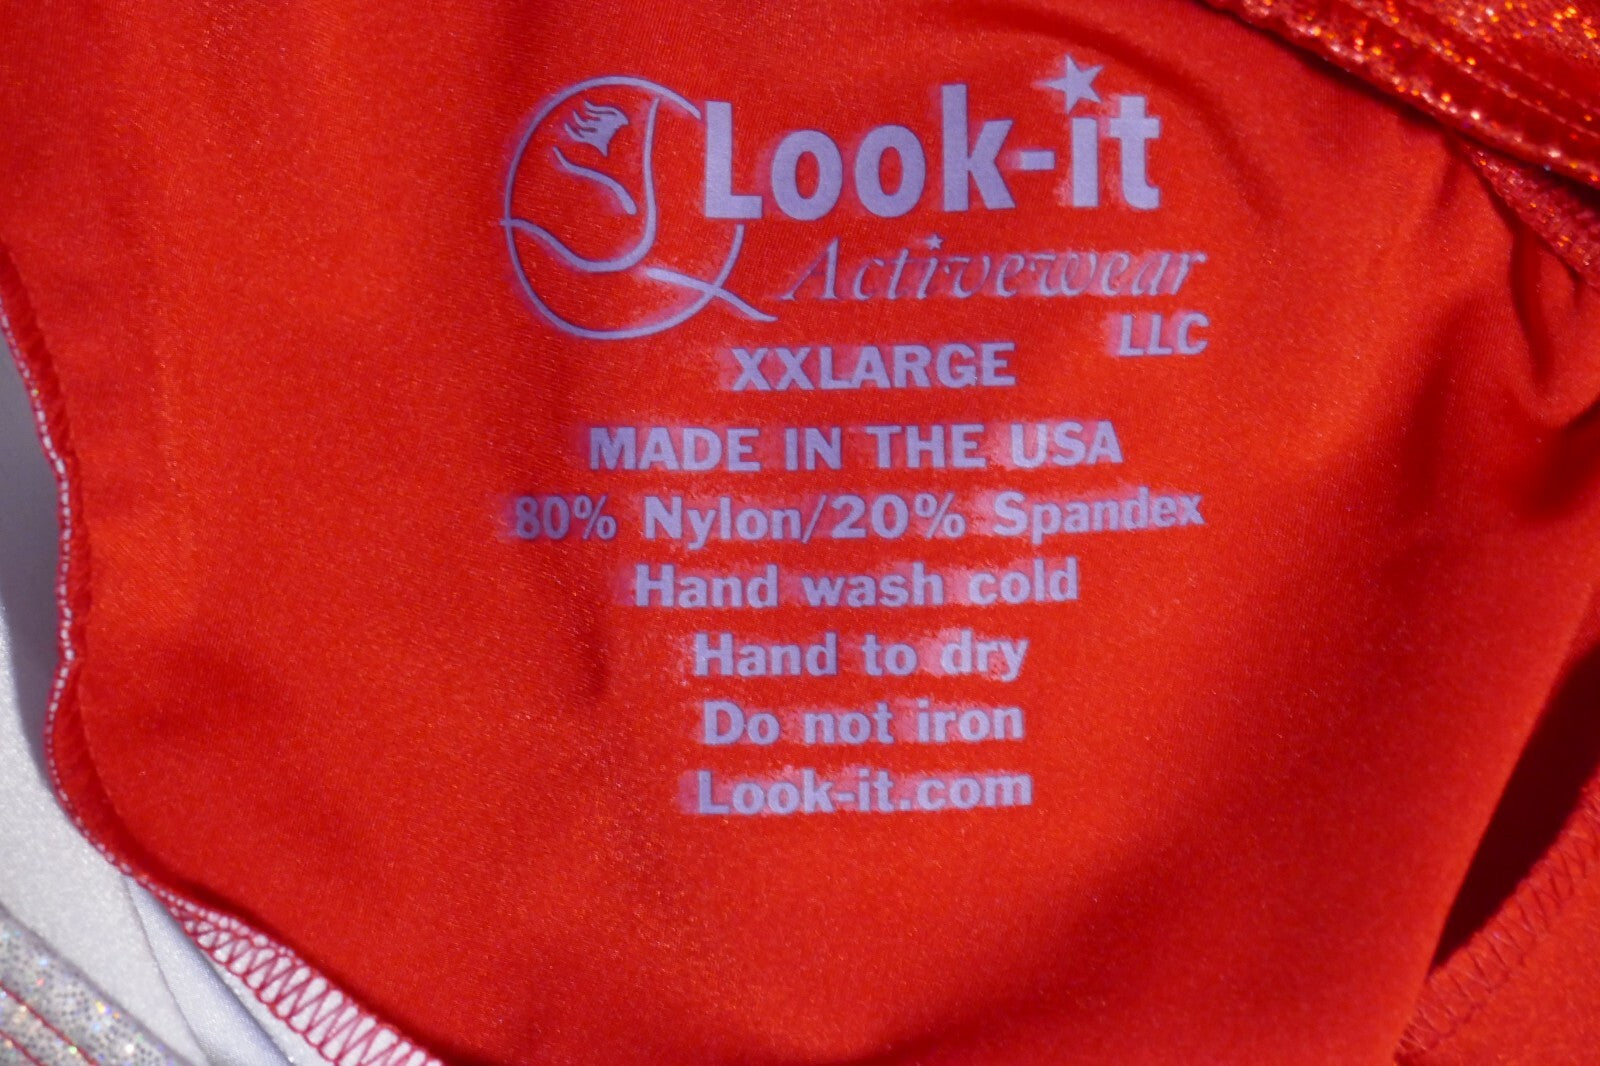 Look-it
Activewear
LLC
XXLARGE
MADE IN THE USA
80% Nylon/20% Spandex
Hand wash cold
Hand to dry
Do not iron
Look-it.com